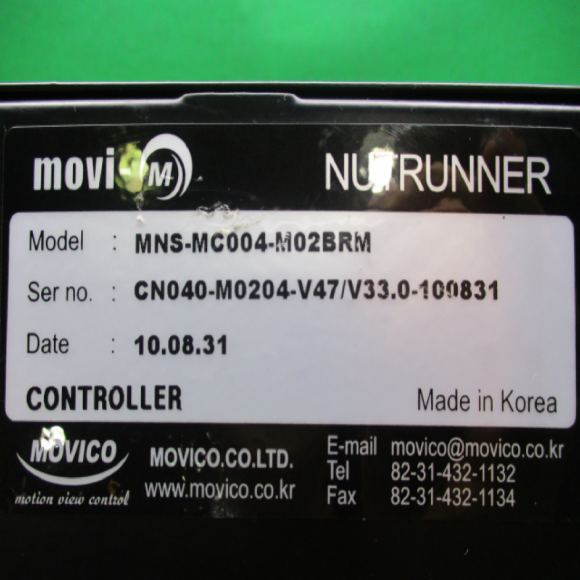 movi M NUTRUNNER
Model : MNS-MC004-M02BRM
Ser no. : CN040-M0204-V47/V33.0-100831
Date : 10.08.31
CONTROLLER Made in Korea
MOVICO
motion view control
MOVICO.CO.LTD.
www.movico.co.kr
E-mail movico@movico.co.kr
Tel 82-31-432-1132
Fax 82-31-432-1134